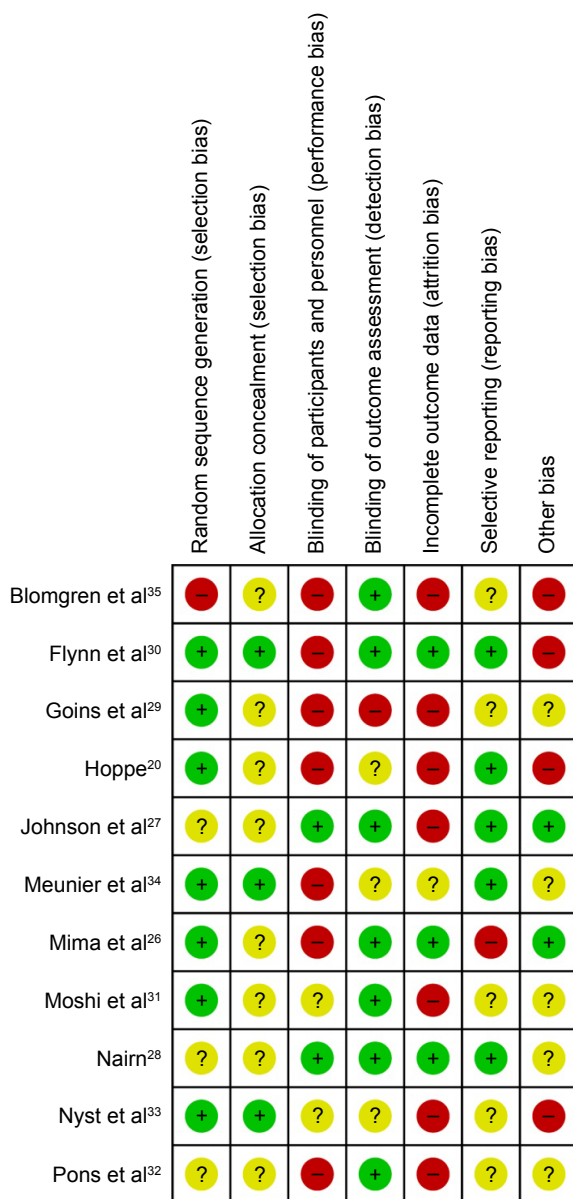 Random sequence generation (selection bias)
Allocation concealment (selection bias)
Blinding of participants and personnel (performance bias)
Blinding of outcome assessment (detection bias)
Incomplete outcome data (attrition bias)
Selective reporting (reporting bias)
Other bias
Blomgren et al³⁵ – ? – + – ? –
Flynn et al³⁰ + + – + + + –
Goins et al²⁹ + ? – – – ? ?
Hoppe²⁰ + ? – ? – + –
Johnson et al²⁷ ? ? + + – + +
Meunier et al³⁴ + + – ? ? + ?
Mima et al²⁶ + ? – + + – +
Moshi et al³¹ + ? ? + – ? ?
Nairn²⁸ ? ? + + + + ?
Nyst et al³³ + + ? ? – ? –
Pons et al³² ? ? – + – ? ?